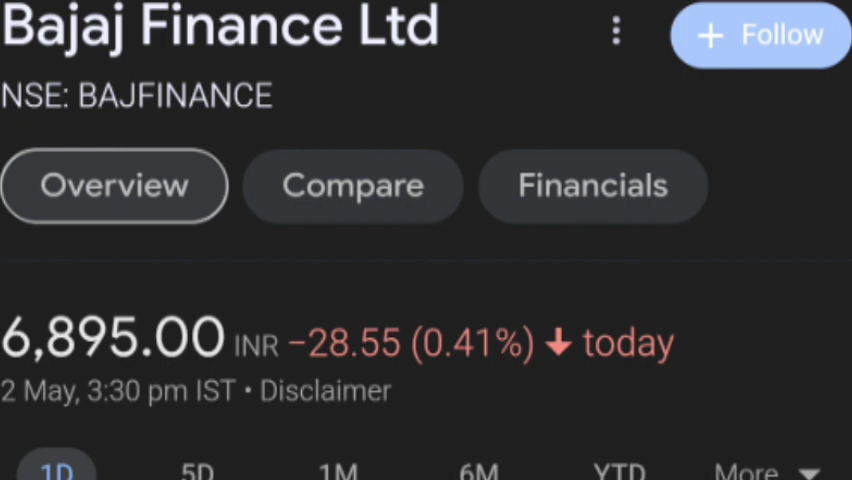 Bajaj Finance Ltd
+ Follow
NSE: BAJFINANCE
Overview Compare Financials
6,895.00 INR −28.55 (0.41%) ↓ today
2 May, 3:30 pm IST • Disclaimer
1D 5D 1M 6M YTD More